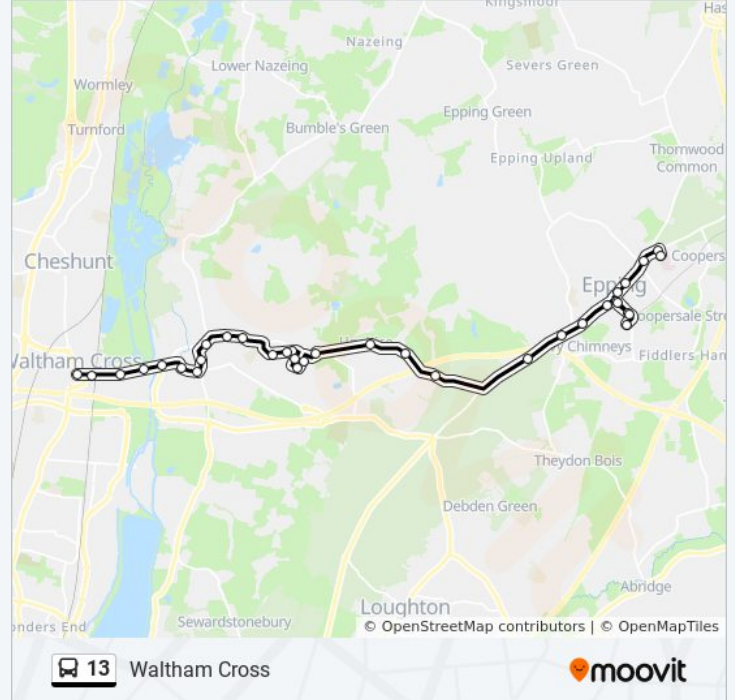 Kingsmoor
Has
Nazeing
Lower Nazeing
Severs Green
Wormley
Epping Green
Turnford
Bumble's Green
Thornwood
Common
Epping Upland
Cheshunt
Coopers
Epping
oopersale Stre
Waltham Cross
y Chimneys
Fiddlers Ham
Theydon Bois
Debden Green
Abridge
Loughton
onders End
Sewardstonebury
© OpenStreetMap contributors | © OpenMapTiles
13 Waltham Cross
moovit